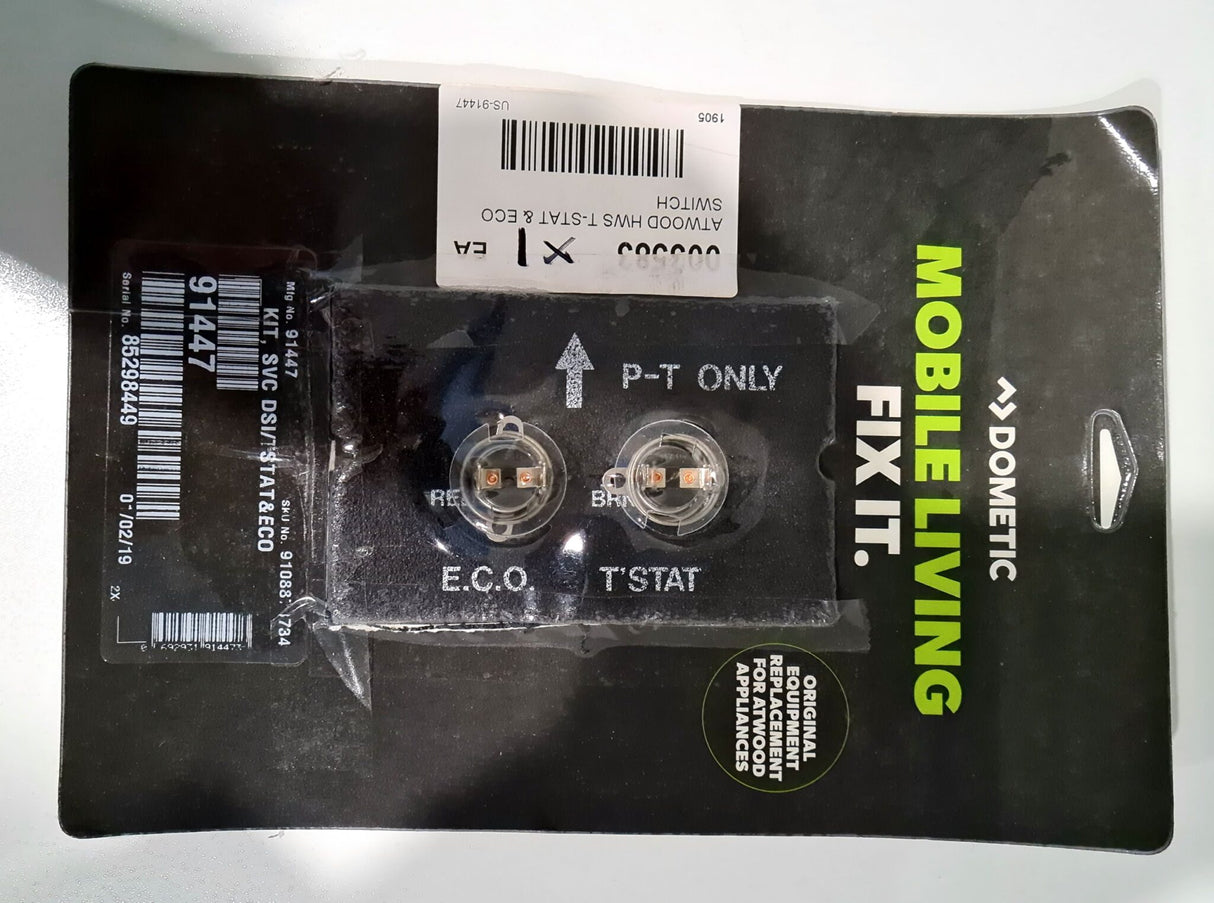 DOMETIC
MOBILE LIVING
FIX IT.
ORIGINAL
EQUIPMENT
REPLACEMENT
FOR ATWOOD
APPLIANCES
P-T ONLY
E.C.O.
T'STAT
EA
X 1
ATWOOD HWS T-STAT & ECO
SWITCH
1905
US-91447
Mfg No. 91447
SKU No.
KIT, SVC DSI/T'STAT&ECO
91447
Serial No. 85298449
2X